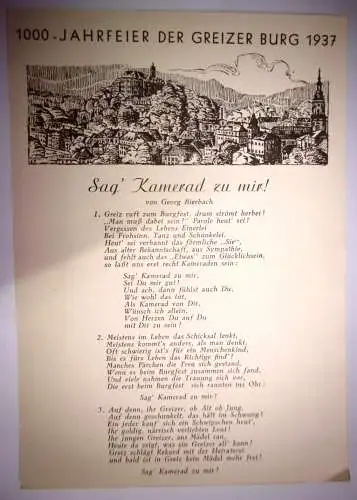 1000-JAHRFEIER DER GREIZER BURG 1937
Sag' Kamerad zu mir!
von Georg Bierbach
1. Greiz ruft zum Burgfest, drum strömt herbei!
„Man muß dabei sein!“ Parole heut' sei!
Vergessen des Lebens Einerlei
Bei Frohsinn, Tanz und Schunkelei.
Heut' sei verbannt das förmliche „Sie“,
Aus alter Bekanntschaft, aus Sympathie,
und fehlt auch das „Etwas“ zum Glücklichsein,
so laßt uns erst recht Kameraden sein:
Sag' Kamerad zu mir,
Sei Du mir gut!
Und ach, dann fühlst auch Du,
Wie wohl das tut,
Als Kamerad von Dir,
Wünsch ich allein,
Von Herzen Du auf Du
mit Dir zu sein!
2. Meistens im Leben das Schicksal lenkt,
Meistens kommt's anders, als man denkt,
Oft schwierig ist's für ein Menschenkind,
Bis es fürs Leben das Richtige find'!
Manches Pärchen die Treu sich gestand,
Wenn es beim Burgfest zusammen sich fand,
Und viele nahmen die Trauung sich vor,
Die erst beim Burgfest sich raunten ins Ohr:
Sag' Kamerad zu mir!
3. Auf denn, ihr Greizer, ob Alt ob Jung,
Auf denn geschunkelt, das hält im Schwung!
Ein jeder kauf' sich ein Schwipschen heut',
Ihr goldig, närrisch verliebten Leut!
Ihr jungen Greizer, ans Mädel ran,
Heute da zeigt, was ein Greizer all' kann!
Greiz schlägt Rekord mit der Heiraterei
und bald ist in Greiz kein Mädel mehr frei!
Sag' Kamerad zu mir!